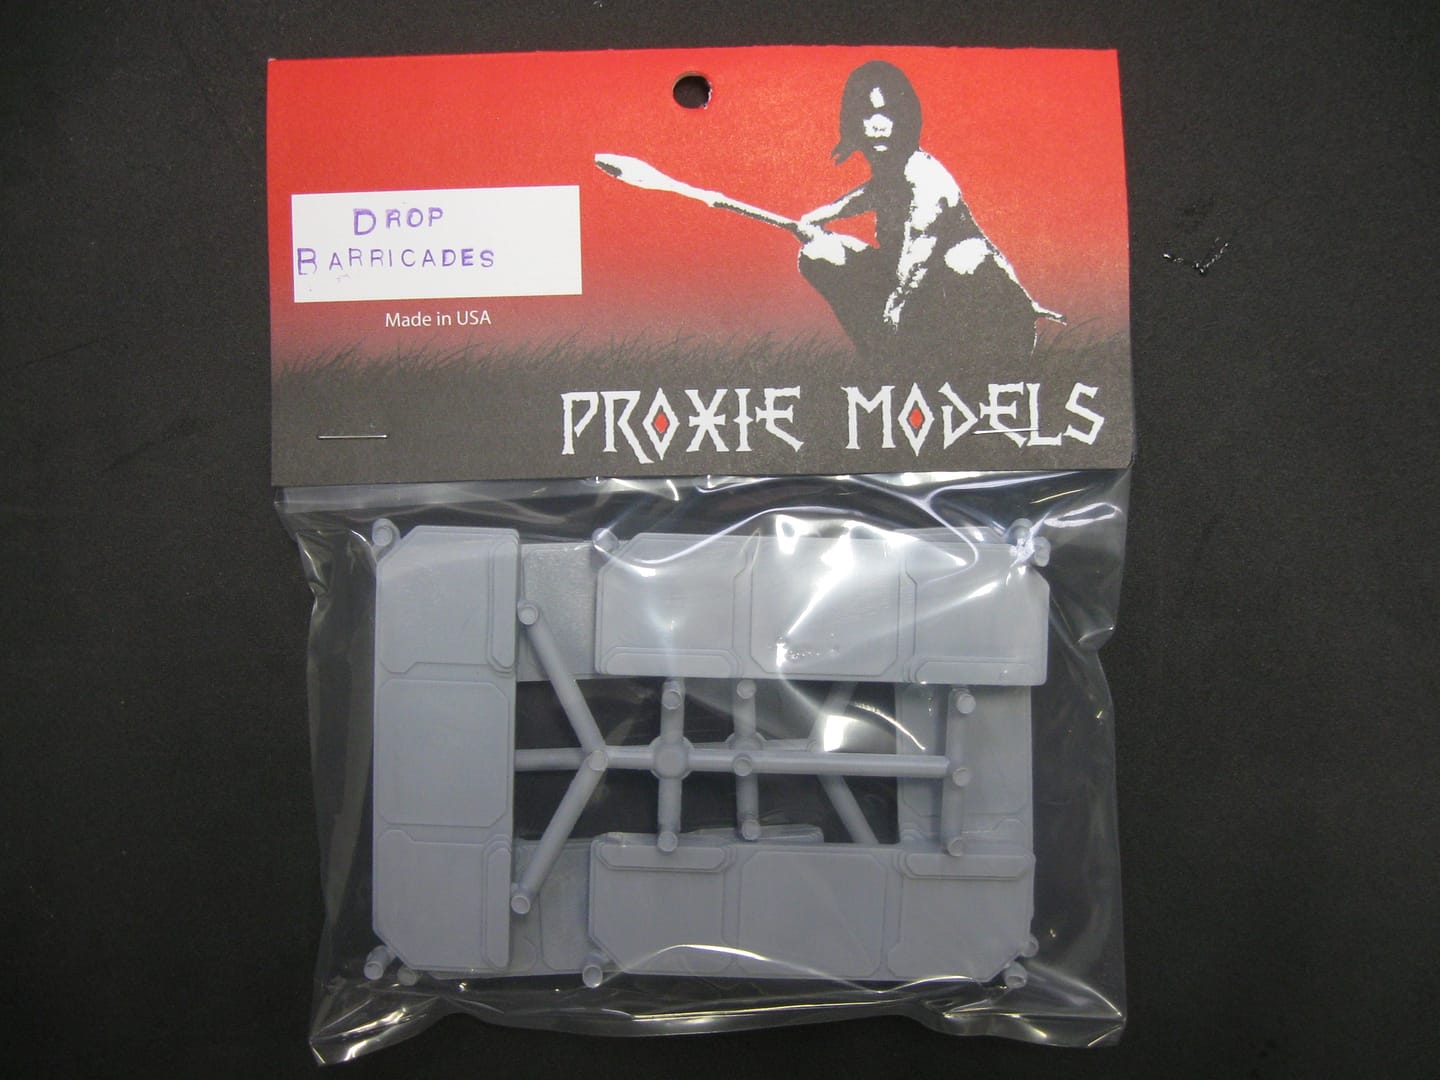 DROP
BARRICADES
Made in USA
PROXIE MODELS